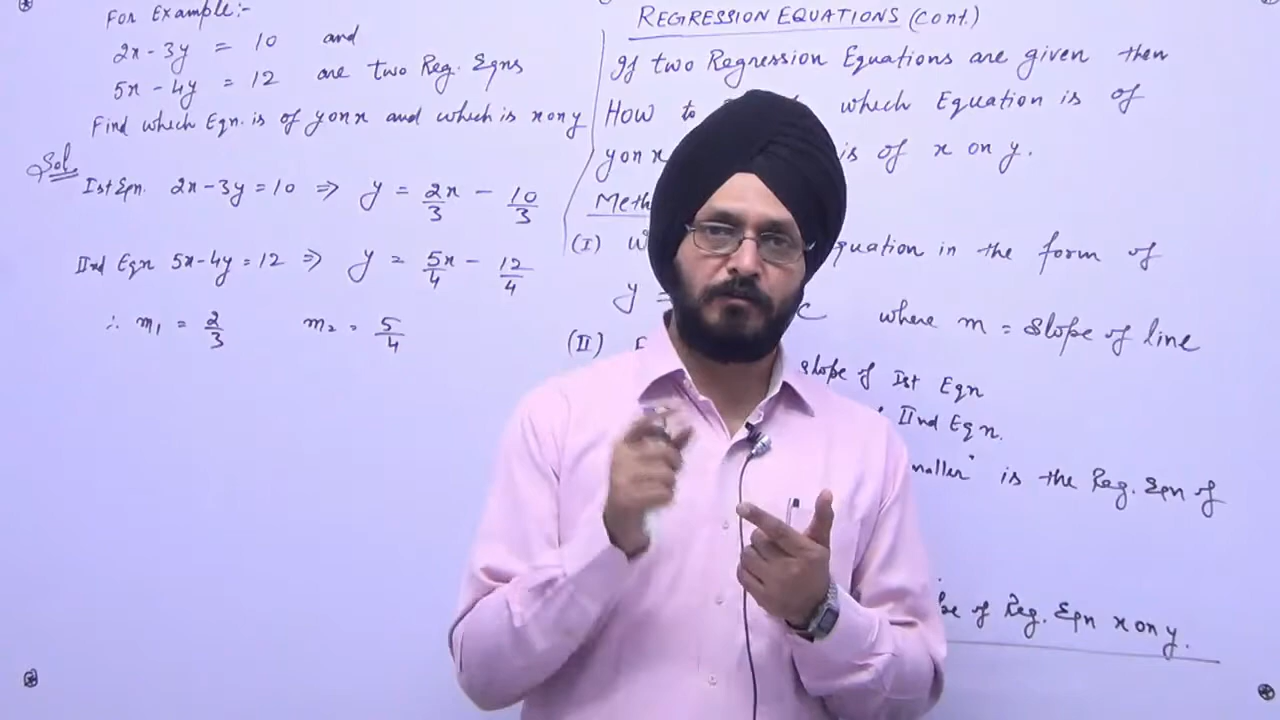 For Example:-
2x - 3y = 10 and
5x - 4y = 12 are two Reg. Eqns
Find which Eqn. is of y on x and which is x on y
Sol.
Ist Eqn. 2x - 3y = 10 ⇒ y = 2x/3 - 10/3
IInd Eqn 5x - 4y = 12 ⇒ y = 5x/4 - 12/4
∴ m₁ = 2/3 m₂ = 5/4
REGRESSION EQUATIONS (Cont.)
If two Regression Equations are given then
How to which Equation is of
y on x is of x on y.
(I) equation in the form of
y = c where m = slope of line
(II) slope of Ist Eqn
IInd Eqn.
is the Reg. Eqn of
of Reg. Eqn x on y.